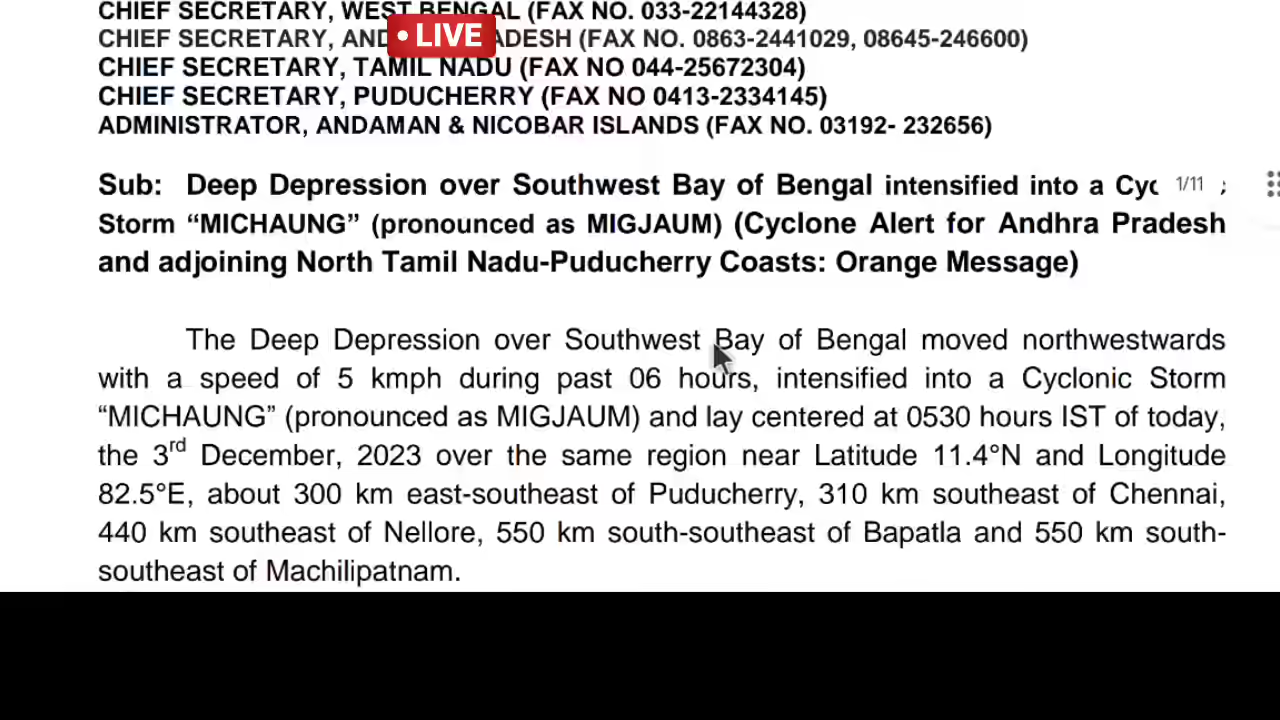 CHIEF SECRETARY, WEST BENGAL (FAX NO. 033-22144328)
• LIVE
CHIEF SECRETARY, ADESH (FAX NO. 0863-2441029, 08645-246600)
CHIEF SECRETARY, TAMIL NADU (FAX NO 044-25672304)
CHIEF SECRETARY, PUDUCHERRY (FAX NO 0413-2334145)
ADMINISTRATOR, ANDAMAN & NICOBAR ISLANDS (FAX NO. 03192- 232656)
Sub: Deep Depression over Southwest Bay of Bengal intensified into a
1/11
Storm “MICHAUNG” (pronounced as MIGJAUM) (Cyclone Alert for Andhra Pradesh
and adjoining North Tamil Nadu-Puducherry Coasts: Orange Message)
The Deep Depression over Southwest Bay of Bengal moved northwestwards
with a speed of 5 kmph during past 06 hours, intensified into a Cyclonic Storm
“MICHAUNG” (pronounced as MIGJAUM) and lay centered at 0530 hours IST of today,
the 3rd December, 2023 over the same region near Latitude 11.4°N and Longitude
82.5°E, about 300 km east-southeast of Puducherry, 310 km southeast of Chennai,
440 km southeast of Nellore, 550 km south-southeast of Bapatla and 550 km south-
southeast of Machilipatnam.